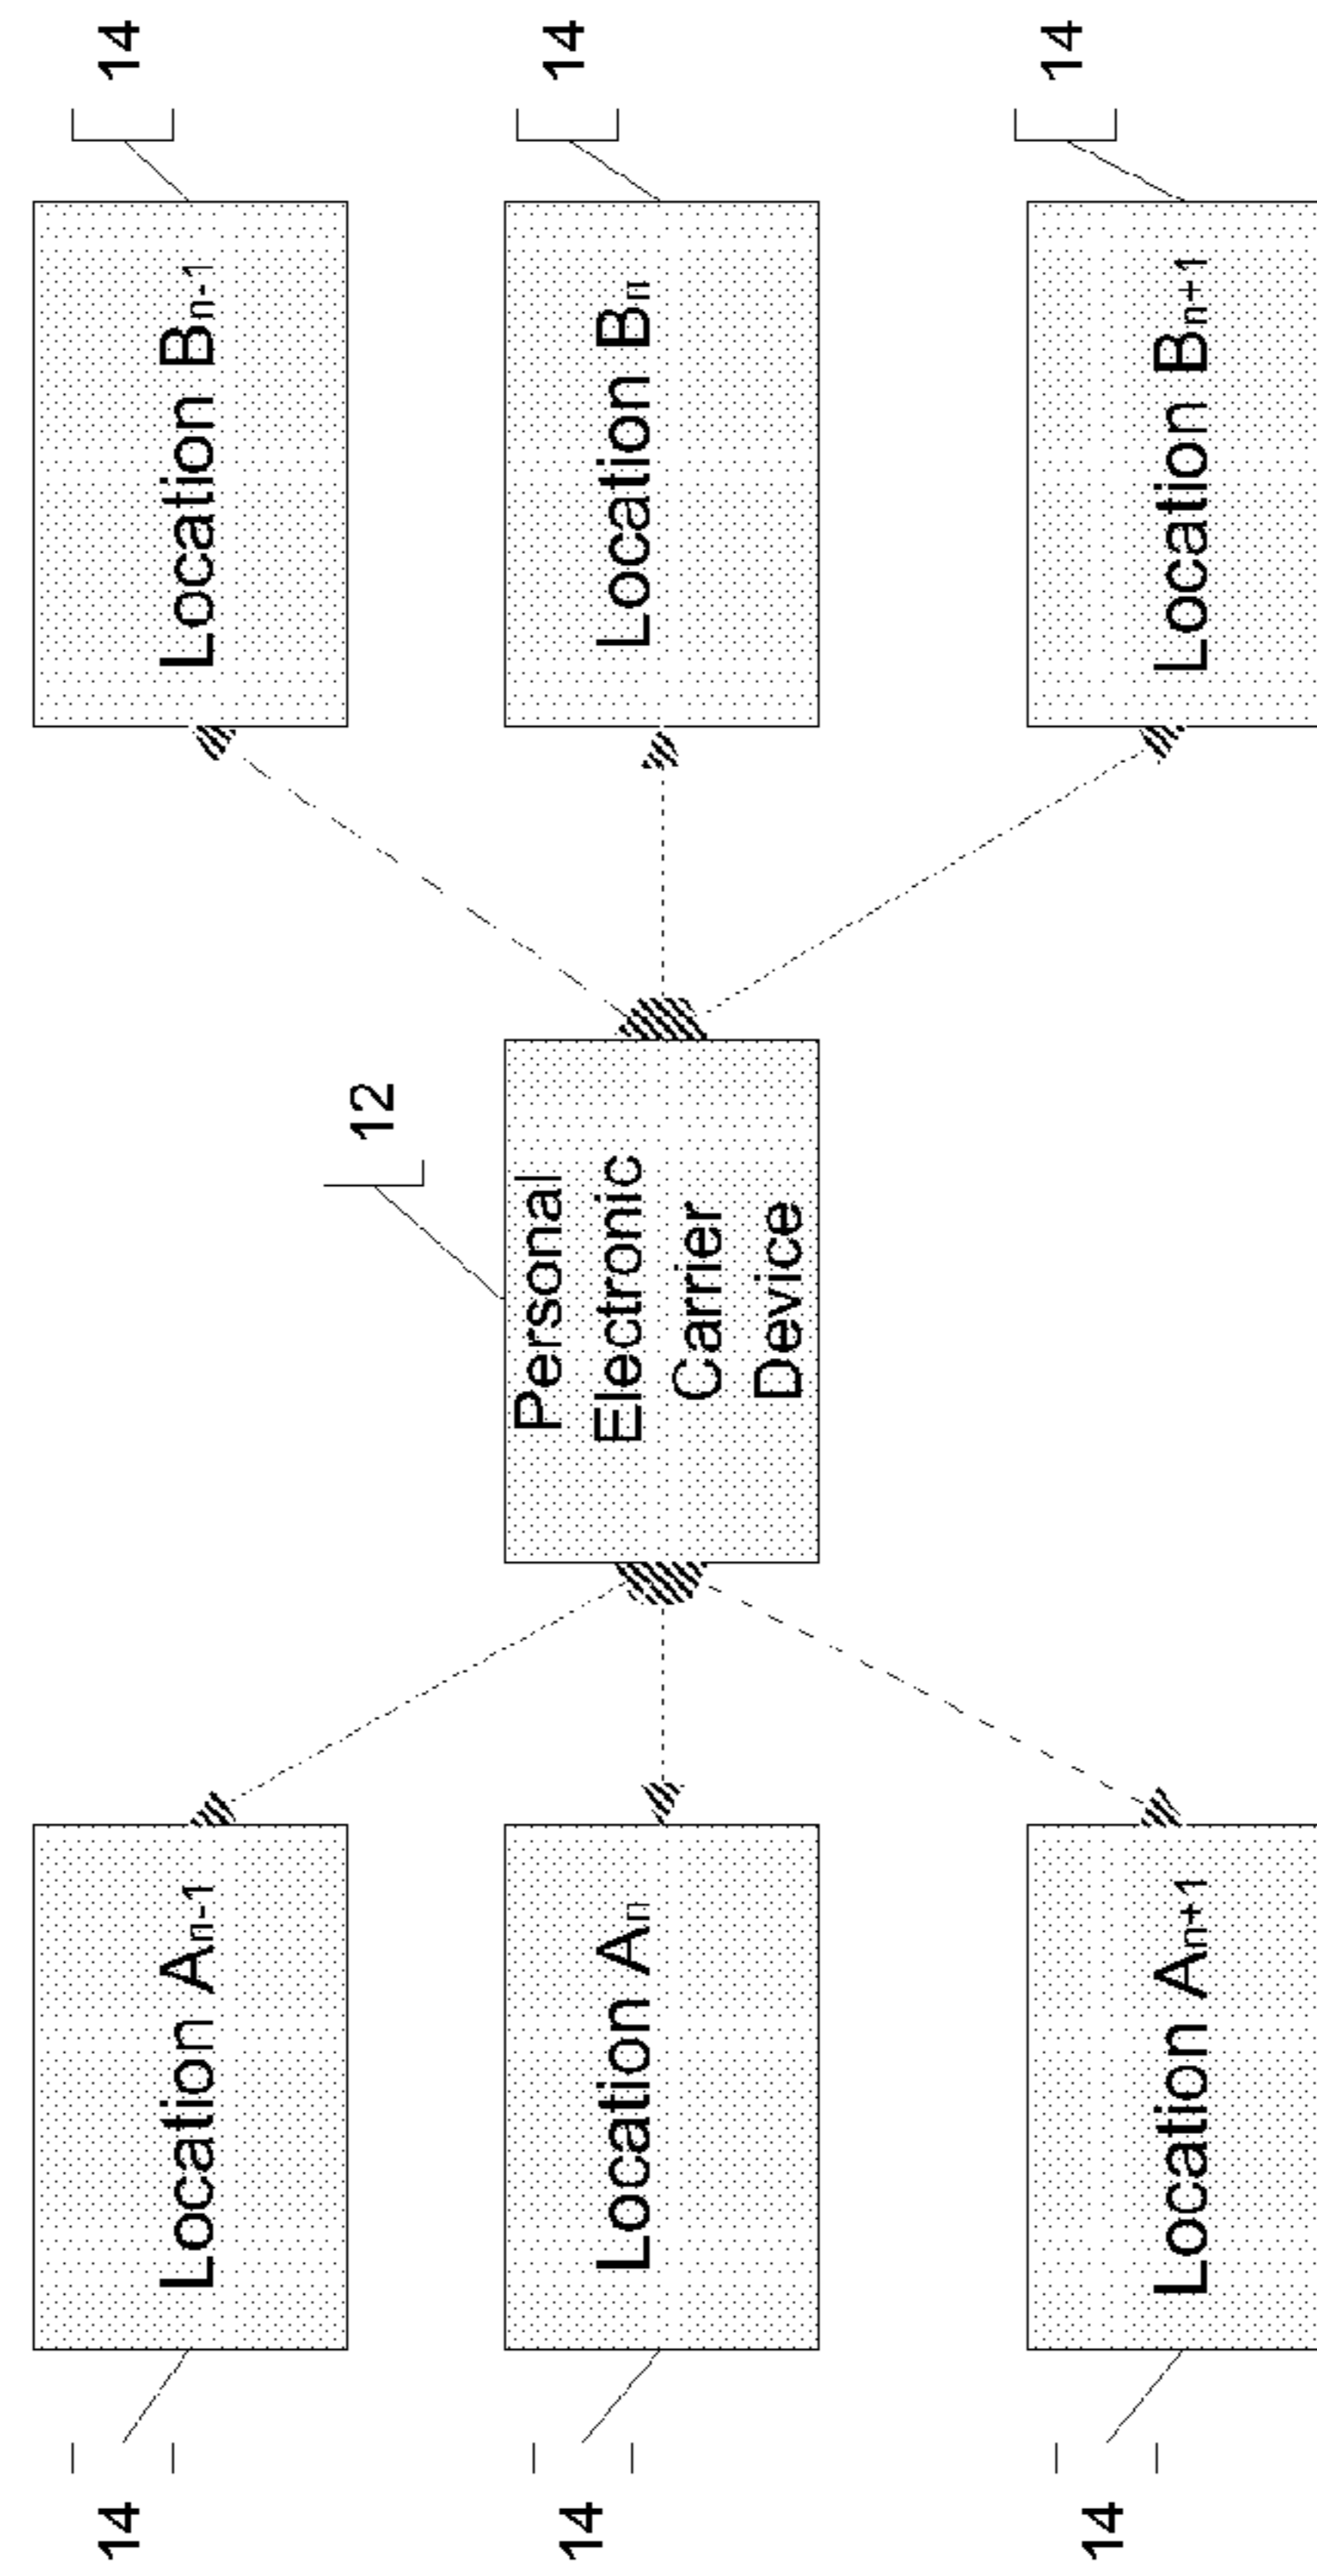 14
Location Aₙ₋₁
Location Bₙ₋₁
14
12
14
Location Aₙ
Personal
Electronic
Carrier
Device
Location Bₙ
14
14
Location Aₙ₊₁
Location Bₙ₊₁
14